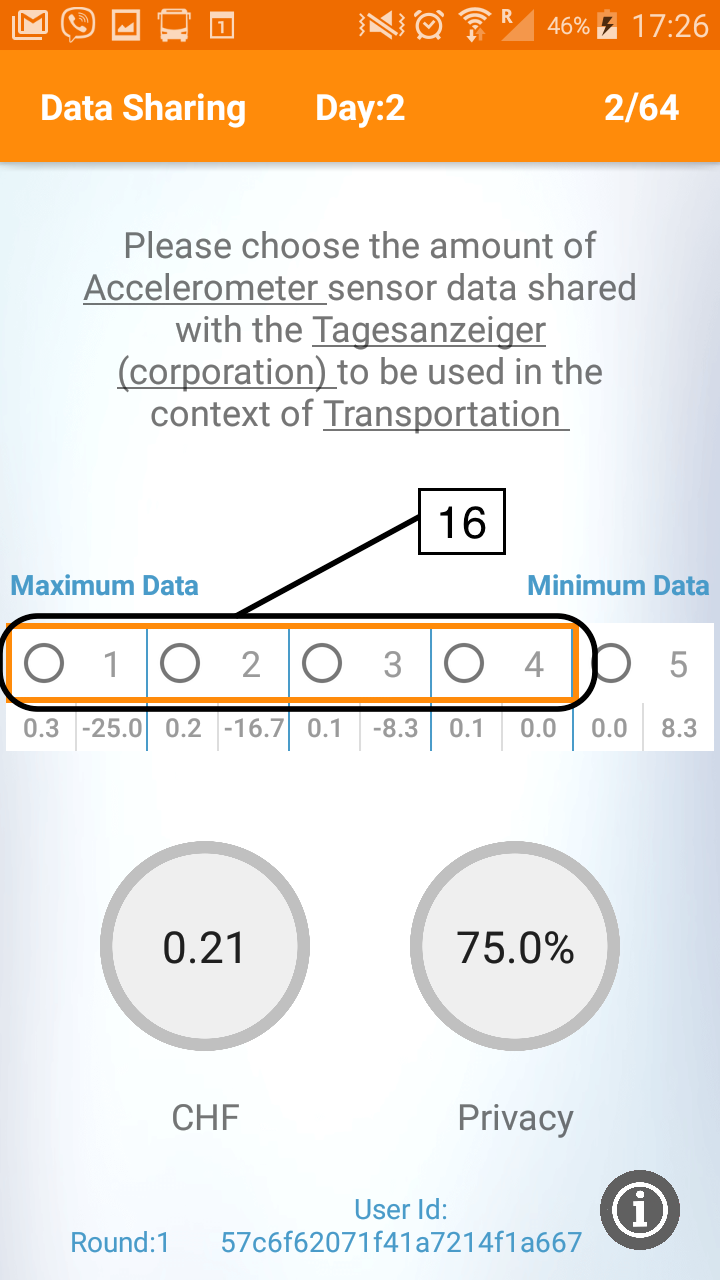 1 R 46% 17:26
Data Sharing Day:2 2/64
Please choose the amount of
Accelerometer sensor data shared
with the Tagesanzeiger
(corporation) to be used in the
context of Transportation
16
Maximum Data Minimum Data
1 2 3 4 5
0.3 -25.0 0.2 -16.7 0.1 -8.3 0.1 0.0 0.0 8.3
0.21 75.0%
CHF Privacy
User Id:
Round:1 57c6f62071f41a7214f1a667